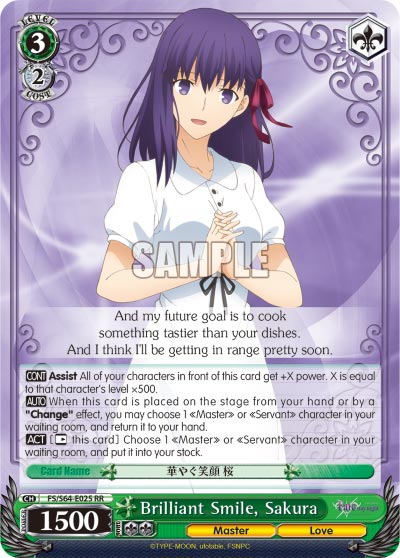 LEVEL
3
2
COST
SAMPLE
And my future goal is to cook
something tastier than your dishes.
And I think I'll be getting in range pretty soon.
CONT Assist All of your characters in front of this card get +X power. X is equal
to that character's level ×500.
AUTO When this card is placed on the stage from your hand or by a
"Change" effect, you may choose 1 «Master» or «Servant» character in your
waiting room, and return it to your hand.
ACT [ this card] Choose 1 «Master» or «Servant» character in your
waiting room, and put it into your stock.
Card Name 華やぐ笑顔 桜
CH FS/S64-E025 RR
POWER 1500 Brilliant Smile, Sakura
Master Love
©TYPE-MOON, ufotable, FSNPC